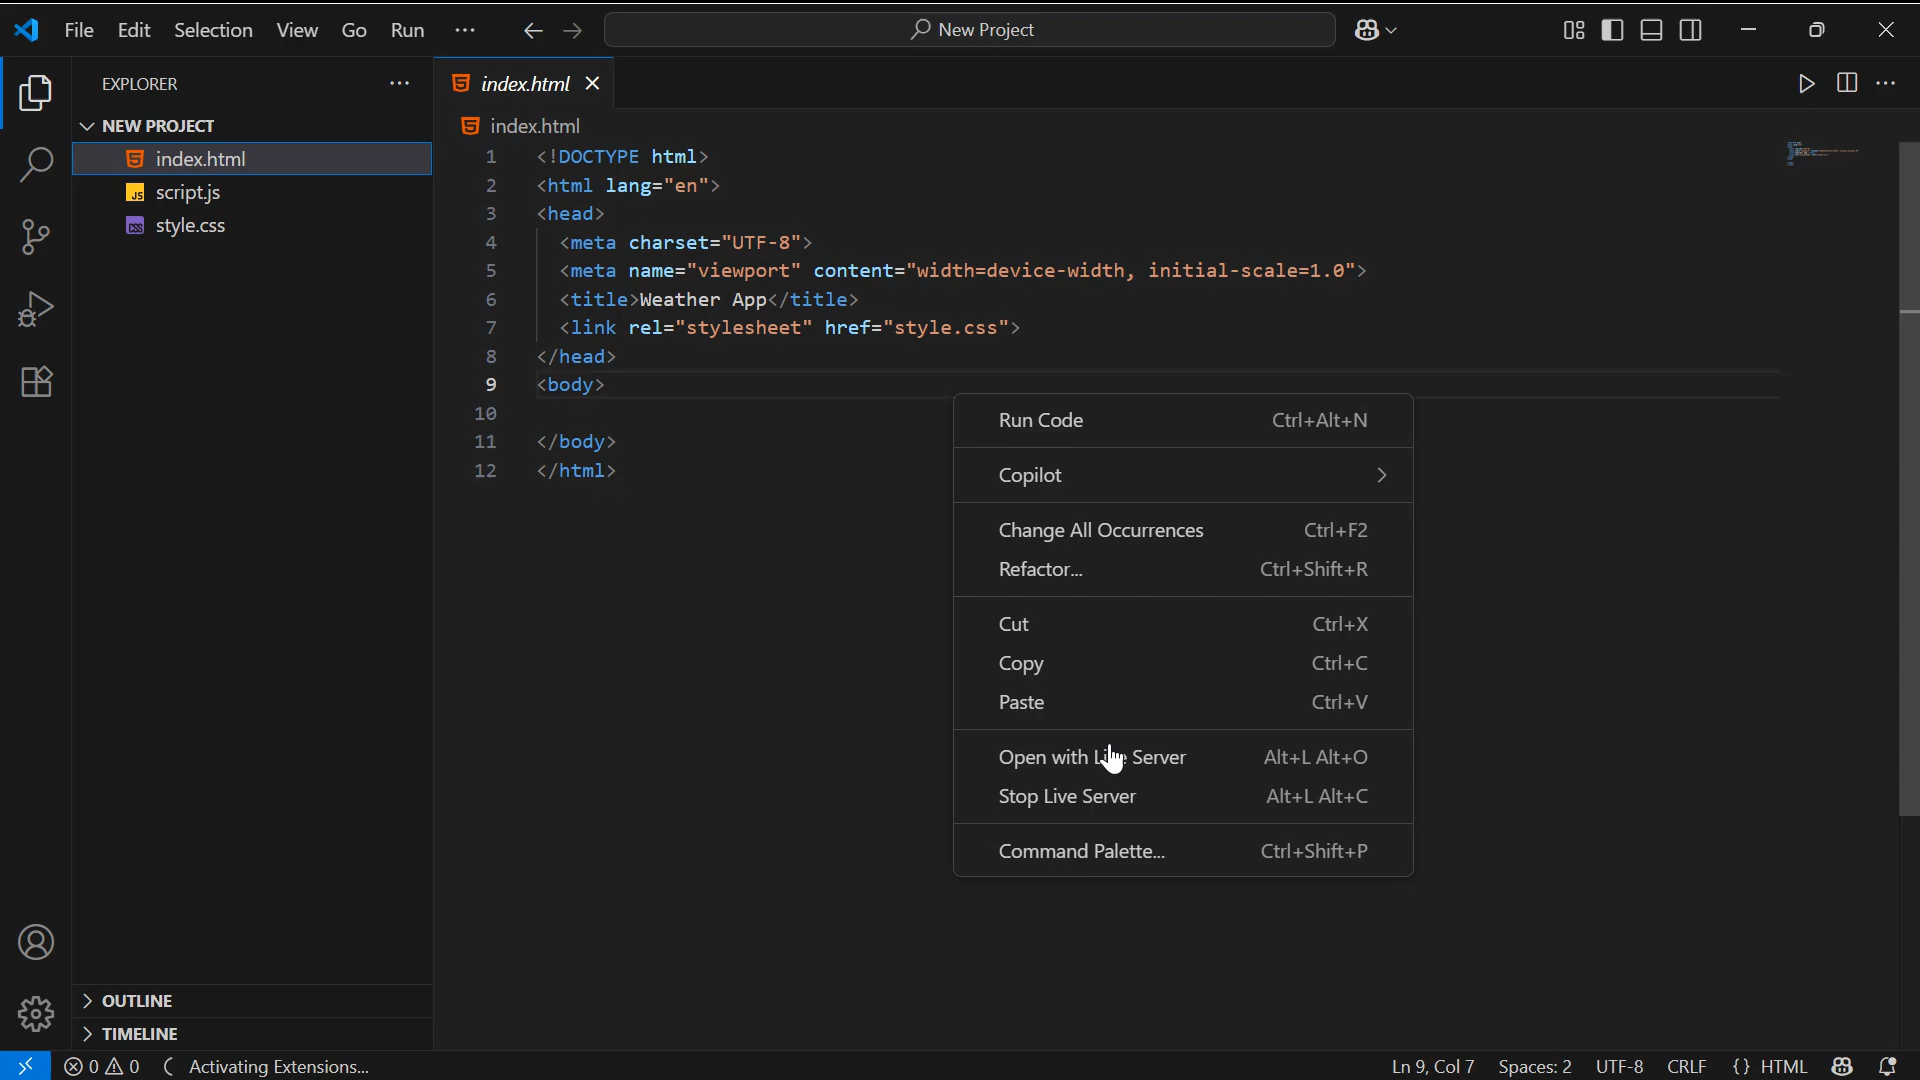 File Edit Selection View Go Run ··· New Project
EXPLORER ···
NEW PROJECT
index.html
script.js
style.css
OUTLINE
TIMELINE
index.html
index.html
1 <!DOCTYPE html>
2 <html lang="en">
3 <head>
4 <meta charset="UTF-8">
5 <meta name="viewport" content="width=device-width, initial-scale=1.0">
6 <title>Weather App</title>
7 <link rel="stylesheet" href="style.css">
8 </head>
9 <body>
10
11 </body>
12 </html>
Run Code Ctrl+Alt+N
Copilot
Change All Occurrences Ctrl+F2
Refactor... Ctrl+Shift+R
Cut Ctrl+X
Copy Ctrl+C
Paste Ctrl+V
Open with Live Server Alt+L Alt+O
Stop Live Server Alt+L Alt+C
Command Palette... Ctrl+Shift+P
0 0 Activating Extensions... Ln 9, Col 7 Spaces: 2 UTF-8 CRLF {} HTML